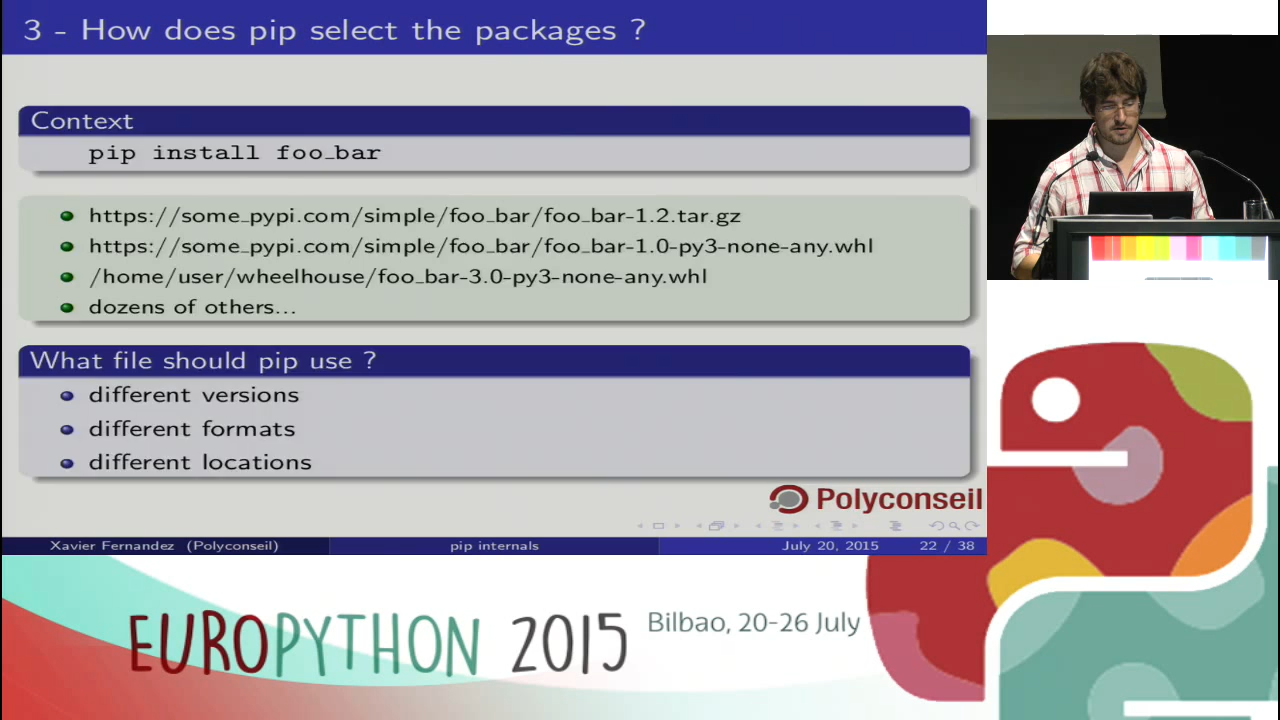 3 - How does pip select the packages ?
Context
pip install foo_bar
https://some_pypi.com/simple/foo_bar/foo_bar-1.2.tar.gz
https://some_pypi.com/simple/foo_bar/foo_bar-1.0-py3-none-any.whl
/home/user/wheelhouse/foo_bar-3.0-py3-none-any.whl
dozens of others...
What file should pip use ?
different versions
different formats
different locations
Polyconseil
Xavier Fernandez (Polyconseil)
pip internals
July 20, 2015
22 / 38
EUROPYTHON 2015
Bilbao, 20-26 July